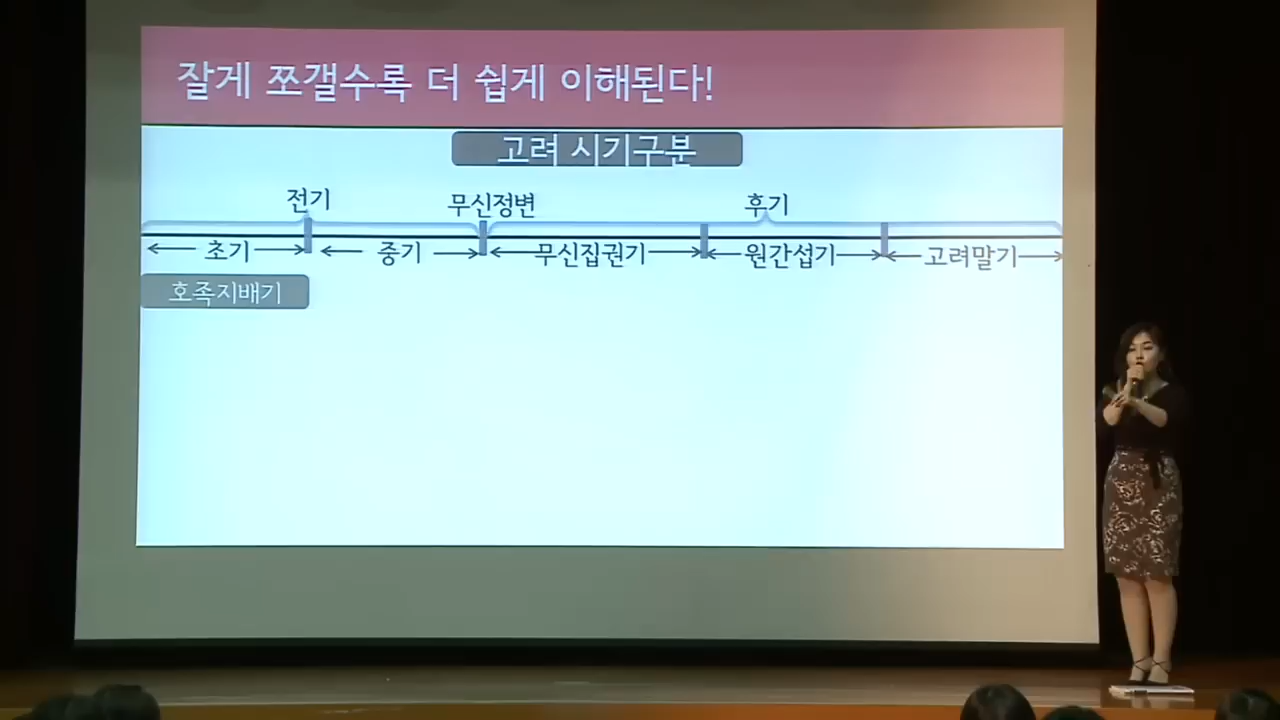 잘게 쪼갤수록 더 쉽게 이해된다!
고려 시기구분
전기 무신정변 후기
초기 중기 무신집권기 원간섭기 고려말기
호족지배기